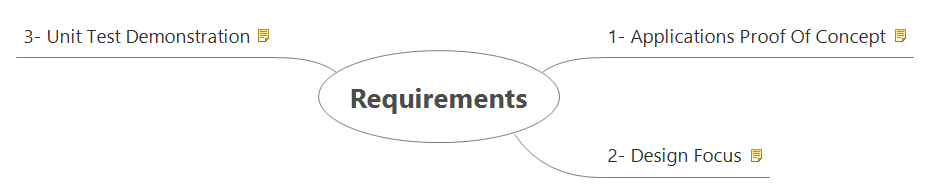 3- Unit Test Demonstration
1- Applications Proof Of Concept
Requirements
2- Design Focus